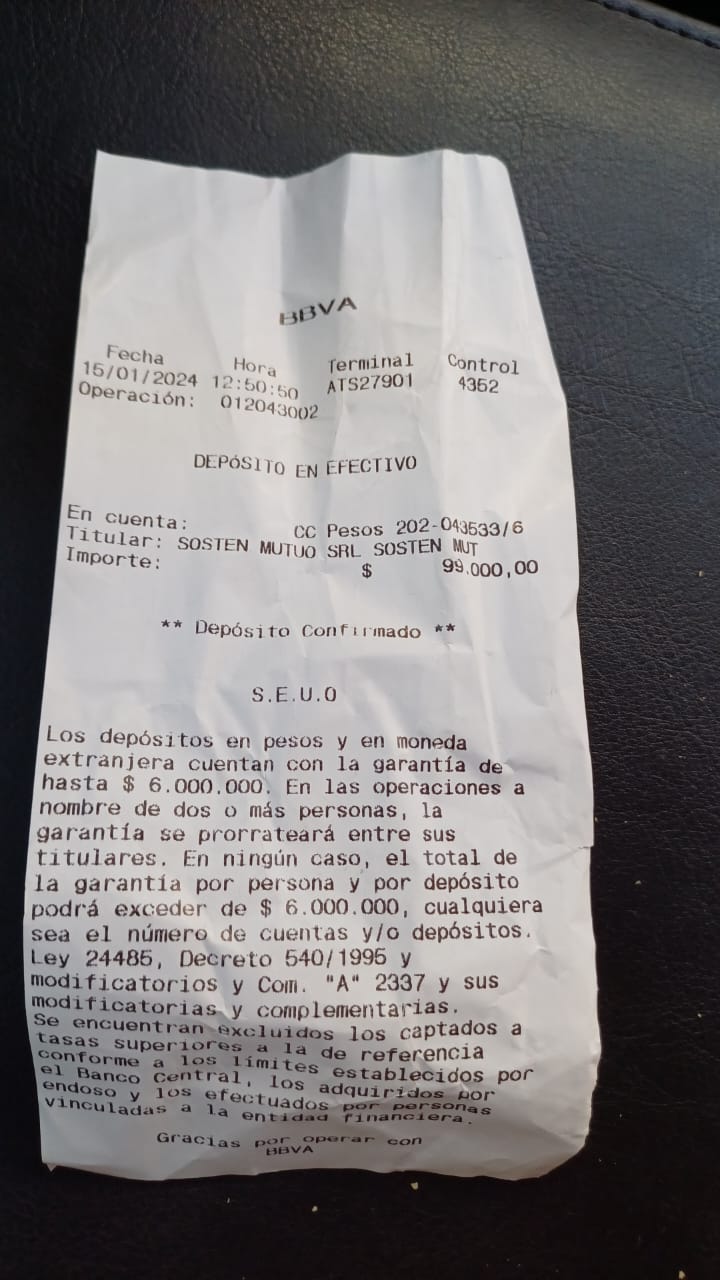 BBVA
Fecha Hora Terminal Control
15/01/2024 12:50:50 ATS27901 4352
Operación: 012043002
DEPÓSITO EN EFECTIVO
En cuenta: CC Pesos 202-043533/6
Titular: SOSTEN MUTUO SRL SOSTEN MUT
Importe: $ 99.000,00
** Depósito Confirmado **
S.E.U.O
Los depósitos en pesos y en moneda
extranjera cuentan con la garantía de
hasta $ 6.000.000. En las operaciones a
nombre de dos o más personas, la
garantía se prorrateará entre sus
titulares. En ningún caso, el total de
la garantía por persona y por depósito
podrá exceder de $ 6.000.000, cualquiera
sea el número de cuentas y/o depósitos.
Ley 24485, Decreto 540/1995 y
modificatorios y Com. "A" 2337 y sus
modificatorias y complementarias.
Se encuentran excluidos los captados a
tasas superiores a la de referencia
conforme a los límites establecidos por
el Banco Central, los adquiridos por
endoso y los efectuados por personas
vinculadas a la entidad financiera.
Gracias por operar con
BBVA